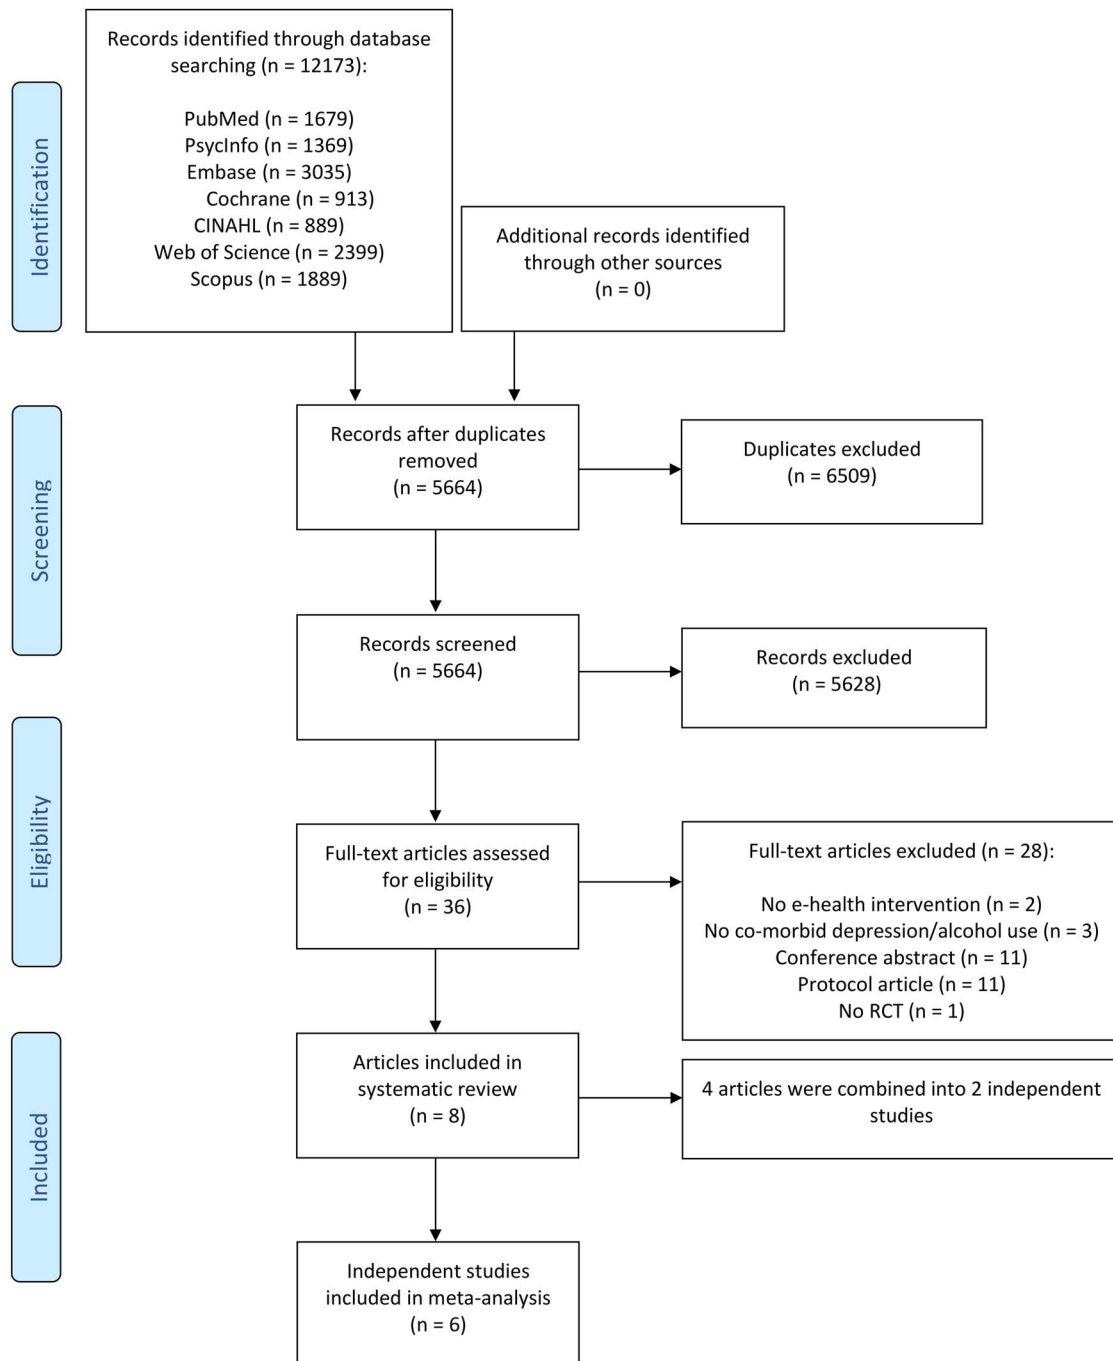 Identification
Records identified through database
searching (n = 12173):
PubMed (n = 1679)
PsycInfo (n = 1369)
Embase (n = 3035)
Cochrane (n = 913)
CINAHL (n = 889)
Web of Science (n = 2399)
Scopus (n = 1889)
Additional records identified
through other sources
(n = 0)
Screening
Records after duplicates
removed
(n = 5664)
Duplicates excluded
(n = 6509)
Records screened
(n = 5664)
Records excluded
(n = 5628)
Eligibility
Full-text articles assessed
for eligibility
(n = 36)
Full-text articles excluded (n = 28):
No e-health intervention (n = 2)
No co-morbid depression/alcohol use (n = 3)
Conference abstract (n = 11)
Protocol article (n = 11)
No RCT (n = 1)
Included
Articles included in
systematic review
(n = 8)
4 articles were combined into 2 independent
studies
Independent studies
included in meta-analysis
(n = 6)